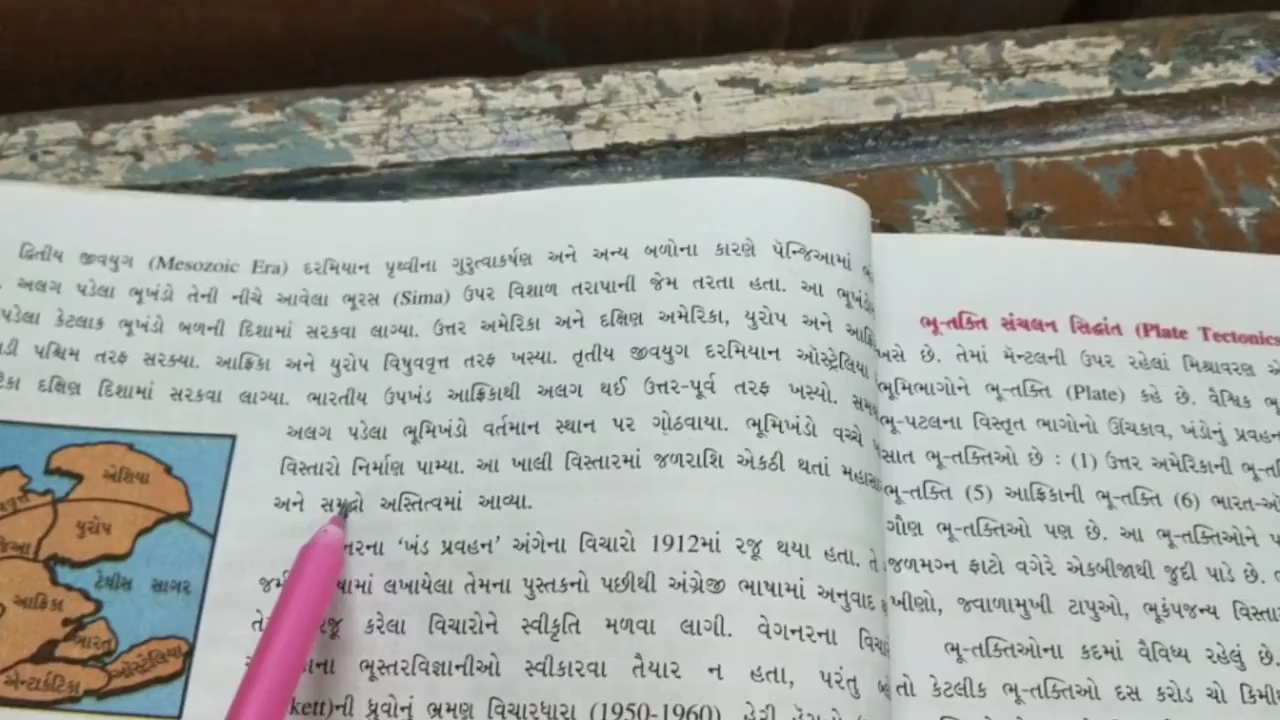 દ્વિતીય જીવયુગ (Mesozoic Era) દરમિયાન પૃથ્વીના ગુરુત્વાકર્ષણ અને અન્ય બળોના કારણે પૅન્જિઆમાં
અલગ પડેલા ભૂખંડો તેની નીચે આવેલા ભૂરસ (Sima) ઉપર વિશાળ તરાપાની જેમ તરતા હતા. આ
પડેલા કેટલાક ભૂખંડો બળની દિશામાં સરકવા લાગ્યા. ઉત્તર અમેરિકા અને દક્ષિણ અમેરિકા, યુરોપ અને
પશ્ચિમ તરફ સરક્યા. આફ્રિકા અને યુરોપ વિષુવવૃત્ત તરફ ખસ્યા. તૃતીય જીવયુગ દરમિયાન ઑસ્ટ્રેલિયા
દક્ષિણ દિશામાં સરકવા લાગ્યા. ભારતીય ઉપખંડ આફ્રિકાથી અલગ થઈ ઉત્તર-પૂર્વ તરફ ખસ્યો.
અલગ પડેલા ભૂમિખંડો વર્તમાન સ્થાન પર ગોઠવાયા. ભૂમિખંડો વચ્ચે
વિસ્તારો નિર્માણ પામ્યા. આ ખાલી વિસ્તારમાં જળરાશિ એકઠી થતાં
અને સમુદ્રો અસ્તિત્વમાં આવ્યા.
‘ખંડ પ્રવહન’ અંગેના વિચારો 1912માં રજૂ થયા હતા.
લખાયેલા તેમના પુસ્તકનો પછીથી અંગ્રેજી ભાષામાં અનુવાદ
રજૂ કરેલા વિચારોને સ્વીકૃતિ મળવા લાગી. વેગનરના
ભૂસ્તરવિજ્ઞાનીઓ સ્વીકારવા તૈયાર ન હતા, પરંતુ
kett)ની ધ્રુવોનું ભ્રમણ વિચારધારા (1950-1960),
એશિયા
યુરોપ
ટેથીસ સાગર
આફ્રિકા
ભારત
ઑસ્ટ્રેલિયા
એન્ટાર્કટિકા
ભૂ-તક્તિ સંચલન સિદ્ધાંત (Plate Tectonics
ખસે છે. તેમાં મૅન્ટલની ઉપર રહેલાં મિશ્રાવરણ
ભૂમિભાગોને ભૂ-તક્તિ (Plate) કહે છે. વૈશ્વિક
ભૂ-પટલના વિસ્તૃત ભાગોનો ઊંચકાવ, ખંડોનું પ્રવહન
સાત ભૂ-તક્તિઓ છે : (1) ઉત્તર અમેરિકાની
ભૂ-તક્તિ (5) આફ્રિકાની ભૂ-તક્તિ (6)
ગૌણ ભૂ-તક્તિઓ પણ છે. આ ભૂ-તક્તિઓને
જળમગ્ન ફાટો વગેરે એકબીજાથી જુદી પાડે છે.
ખીણો, જ્વાળામુખી ટાપુઓ, ભૂકંપજન્ય
ભૂ-તક્તિઓના કદમાં વૈવિધ્ય રહેલું છે.
તો કેટલીક ભૂ-તક્તિઓ દસ કરોડ ચો